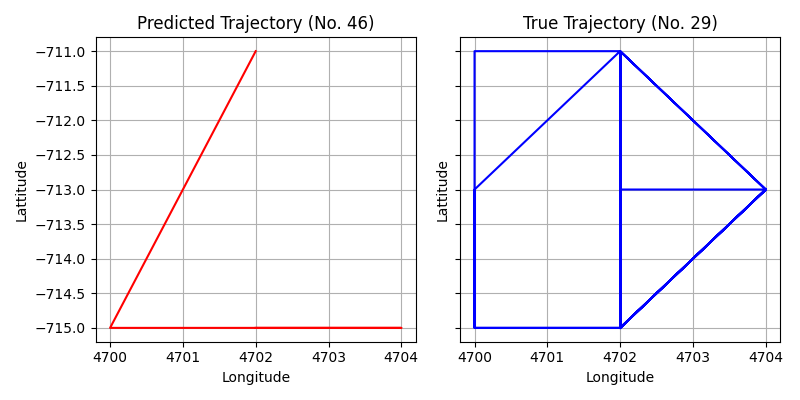 Predicted Trajectory (No. 46)
−711.0
−711.5
−712.0
−712.5
−713.0
−713.5
−714.0
−714.5
−715.0
Lattitude
4700 4701 4702 4703 4704
Longitude
True Trajectory (No. 29)
Lattitude
4700 4701 4702 4703 4704
Longitude